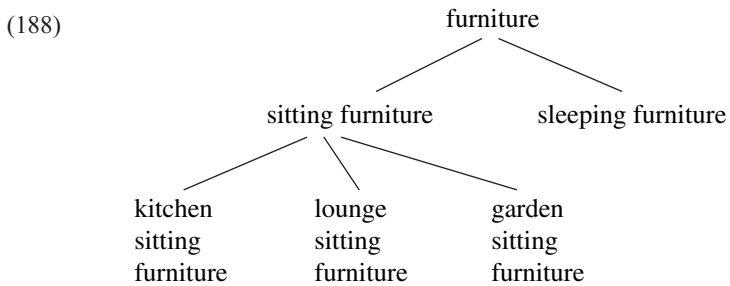 (188)
furniture
sitting furniture sleeping furniture
kitchen lounge garden
sitting sitting sitting
furniture furniture furniture